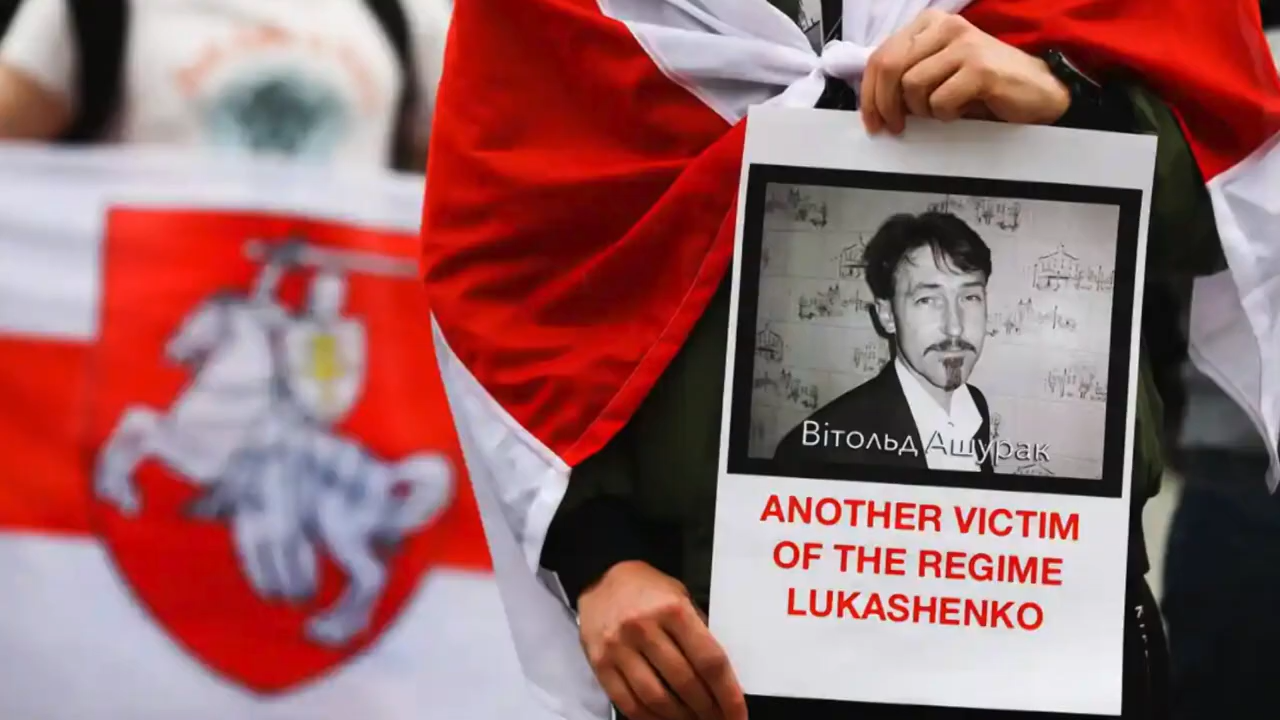 Вітольд Ашурак
ANOTHER VICTIM
OF THE REGIME
LUKASHENKO